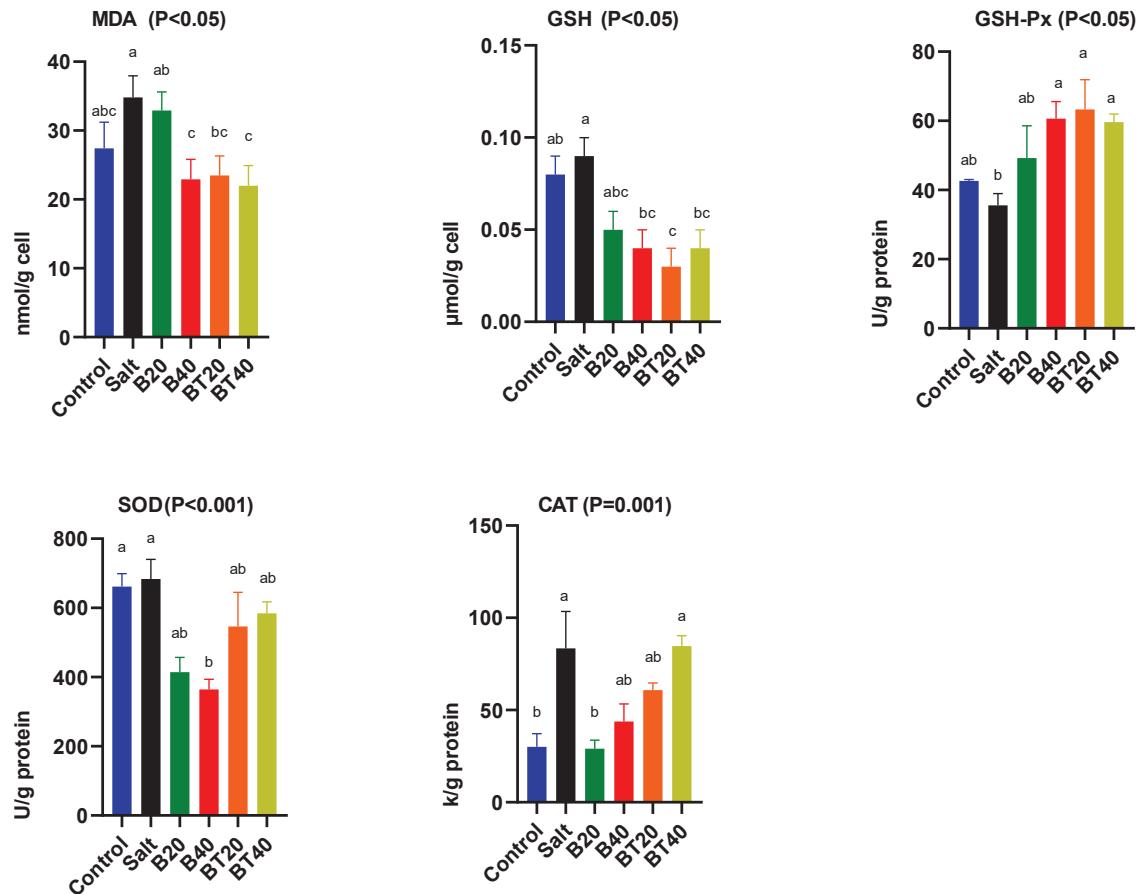 MDA (P<0.05)
nmol/g cell
40
30
20
10
0
abc
a
ab
c
bc
c
Control
Salt
B20
B40
BT20
BT40
GSH (P<0.05)
µmol/g cell
0.15
0.10
0.05
0.00
ab
a
abc
bc
c
bc
Control
Salt
B20
B40
BT20
BT40
GSH-Px (P<0.05)
U/g protein
80
60
40
20
0
ab
b
ab
a
a
a
Control
Salt
B20
B40
BT20
BT40
SOD(P<0.001)
U/g protein
800
600
400
200
0
a
a
ab
b
ab
ab
Control
Salt
B20
B40
BT20
BT40
CAT (P=0.001)
k/g protein
150
100
50
0
b
a
b
ab
ab
a
Control
Salt
B20
B40
BT20
BT40